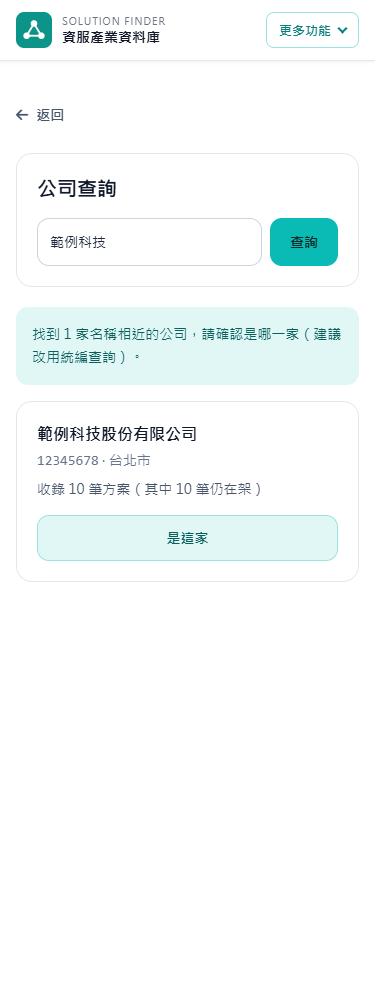 SOLUTION FINDER
資服產業資料庫
更多功能
返回
公司查詢
範例科技
查詢
找到 1 家名稱相近的公司，請確認是哪一家（建議
改用統編查詢）。
範例科技股份有限公司
12345678 · 台北市
收錄 10 筆方案（其中 10 筆仍在架）
是這家